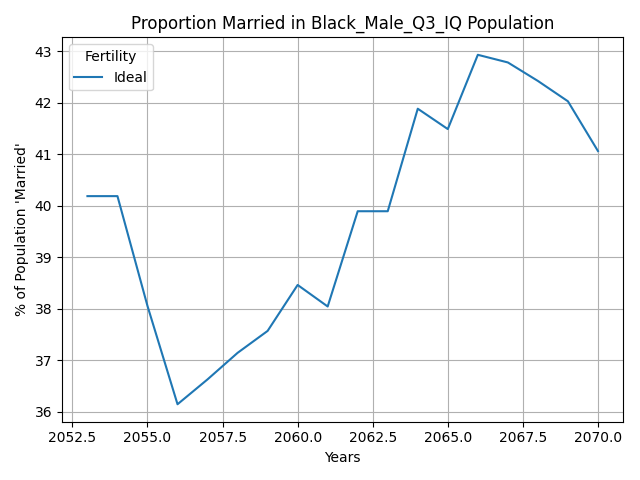 Proportion Married in Black_Male_Q3_IQ Population
Fertility
Ideal
% of Population 'Married'
43
42
41
40
39
38
37
36
2052.5 2055.0 2057.5 2060.0 2062.5 2065.0 2067.5 2070.0
Years